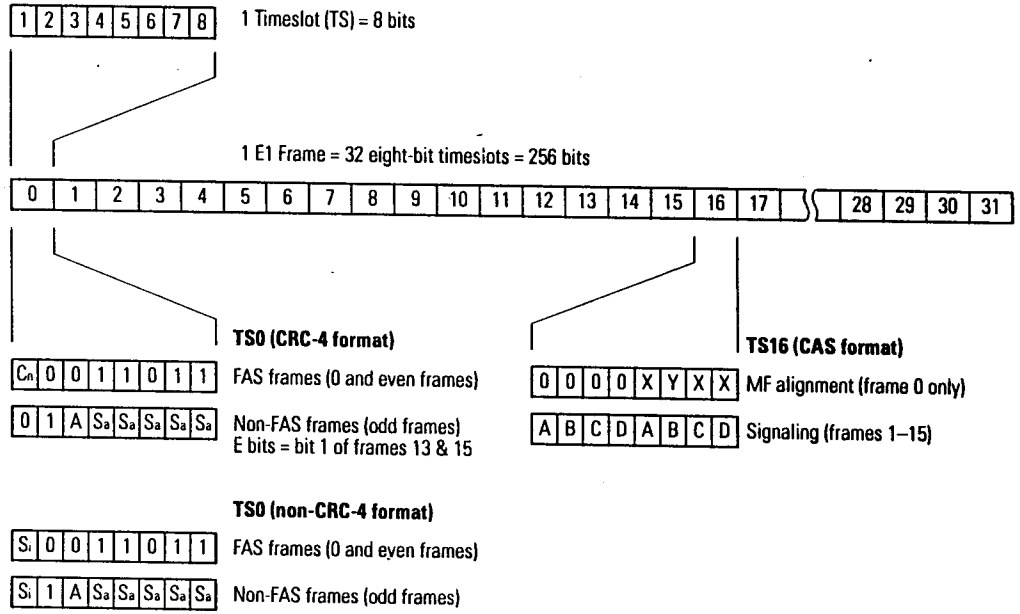 1 2 3 4 5 6 7 8 1 Timeslot (TS) = 8 bits
1 E1 Frame = 32 eight-bit timeslots = 256 bits
0 1 2 3 4 5 6 7 8 9 10 11 12 13 14 15 16 17 28 29 30 31
TS0 (CRC-4 format)
Cn 0 0 1 1 0 1 1 FAS frames (0 and even frames)
0 1 A Sa Sa Sa Sa Sa Non-FAS frames (odd frames)
E bits = bit 1 of frames 13 & 15
TS16 (CAS format)
0 0 0 0 X Y X X MF alignment (frame 0 only)
A B C D A B C D Signaling (frames 1–15)
TS0 (non-CRC-4 format)
Si 0 0 1 1 0 1 1 FAS frames (0 and even frames)
Si 1 A Sa Sa Sa Sa Sa Non-FAS frames (odd frames)